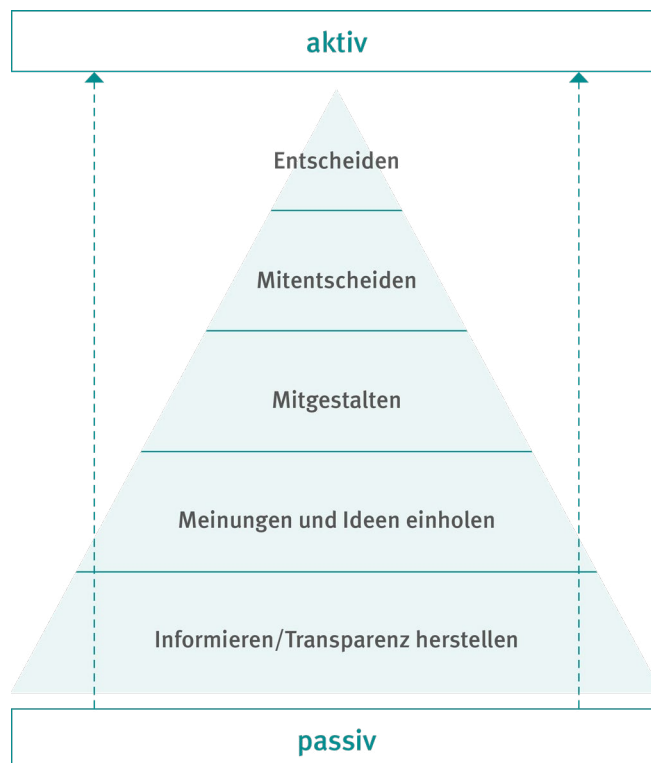 aktiv
Entscheiden
Mitentscheiden
Mitgestalten
Meinungen und Ideen einholen
Informieren/Transparenz herstellen
passiv